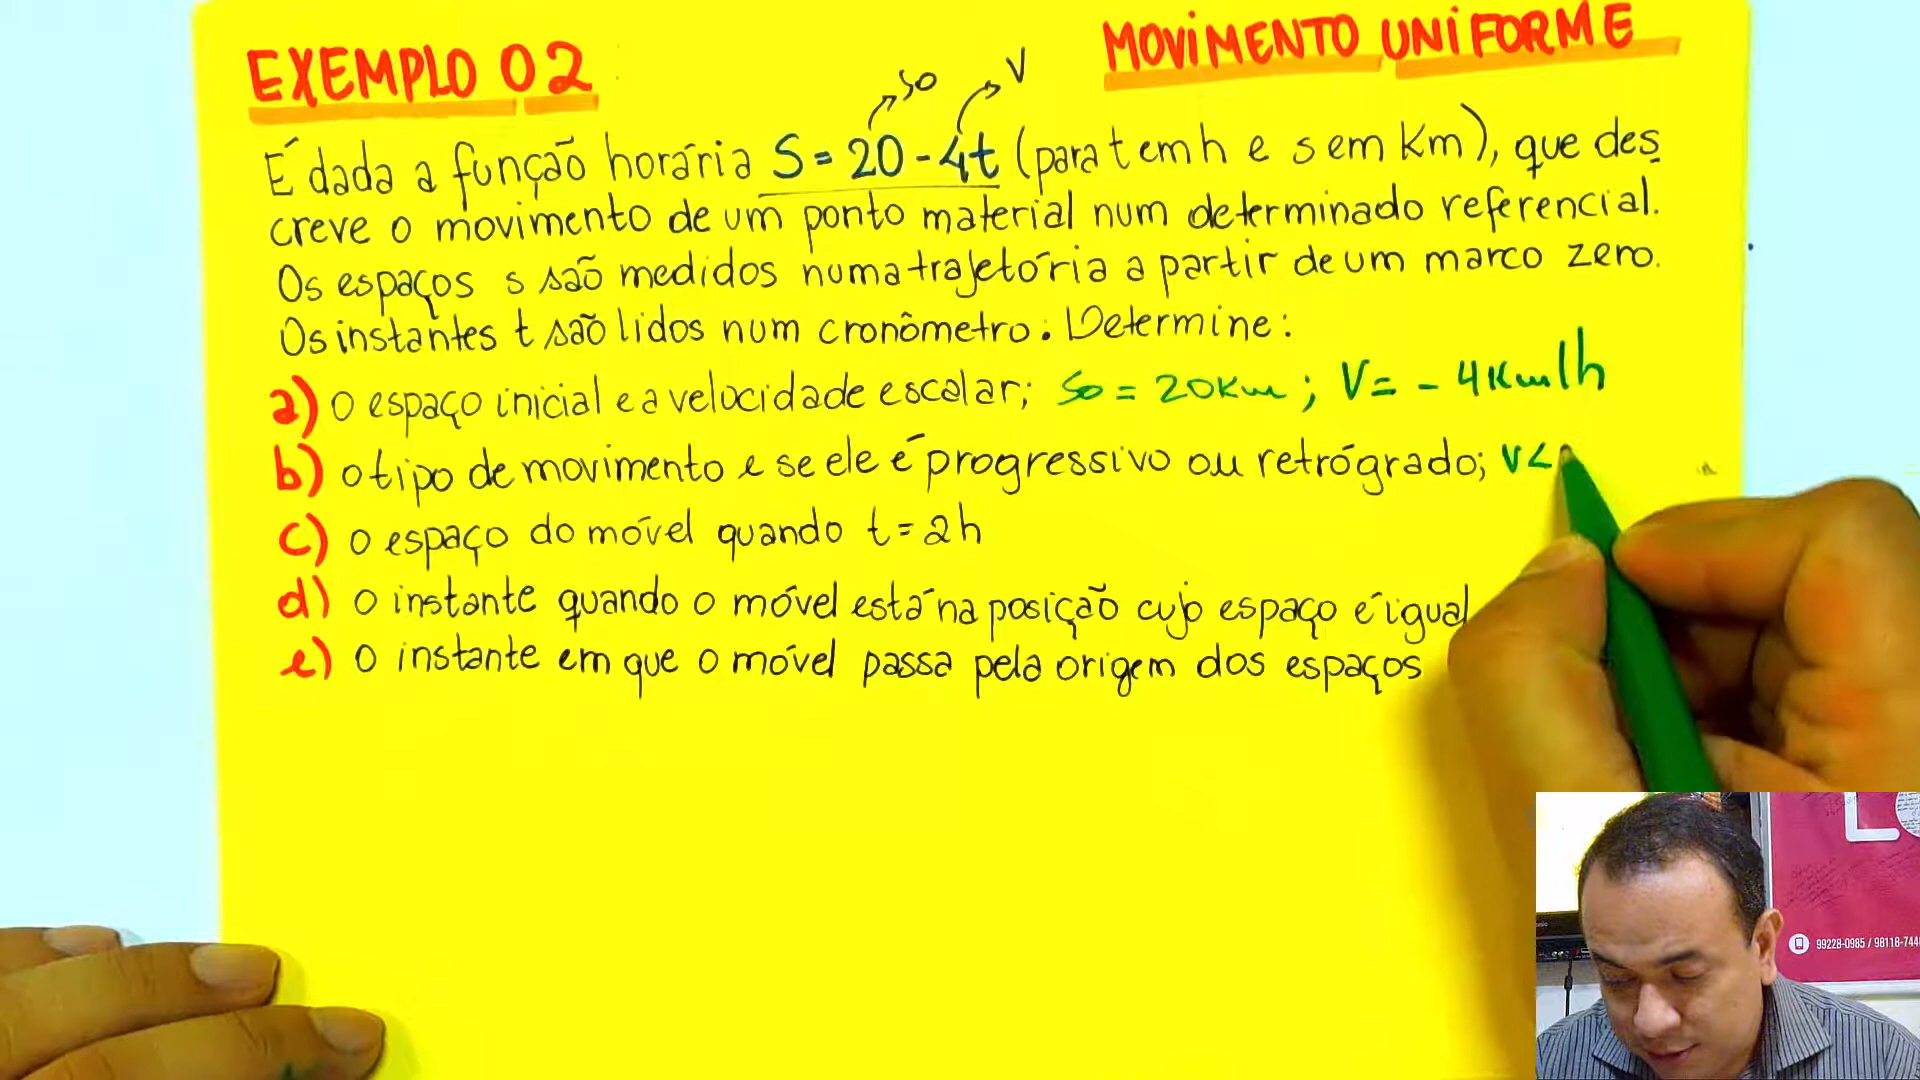 EXEMPLO 02
MOVIMENTO UNIFORME
So V
É dada a função horária S = 20 - 4t (para t em h e s em Km), que des
creve o movimento de um ponto material num determinado referencial.
Os espaços s são medidos numa trajetória a partir de um marco zero.
Os instantes t são lidos num cronômetro. Determine:
a) o espaço inicial e a velocidade escalar; So = 20Km ; V = - 4Km/h
b) o tipo de movimento e se ele é progressivo ou retrógrado; V <
c) o espaço do móvel quando t = 2h
d) o instante quando o móvel está na posição cujo espaço é igual
e) o instante em que o móvel passa pela origem dos espaços
99228-0985 / 98118-744